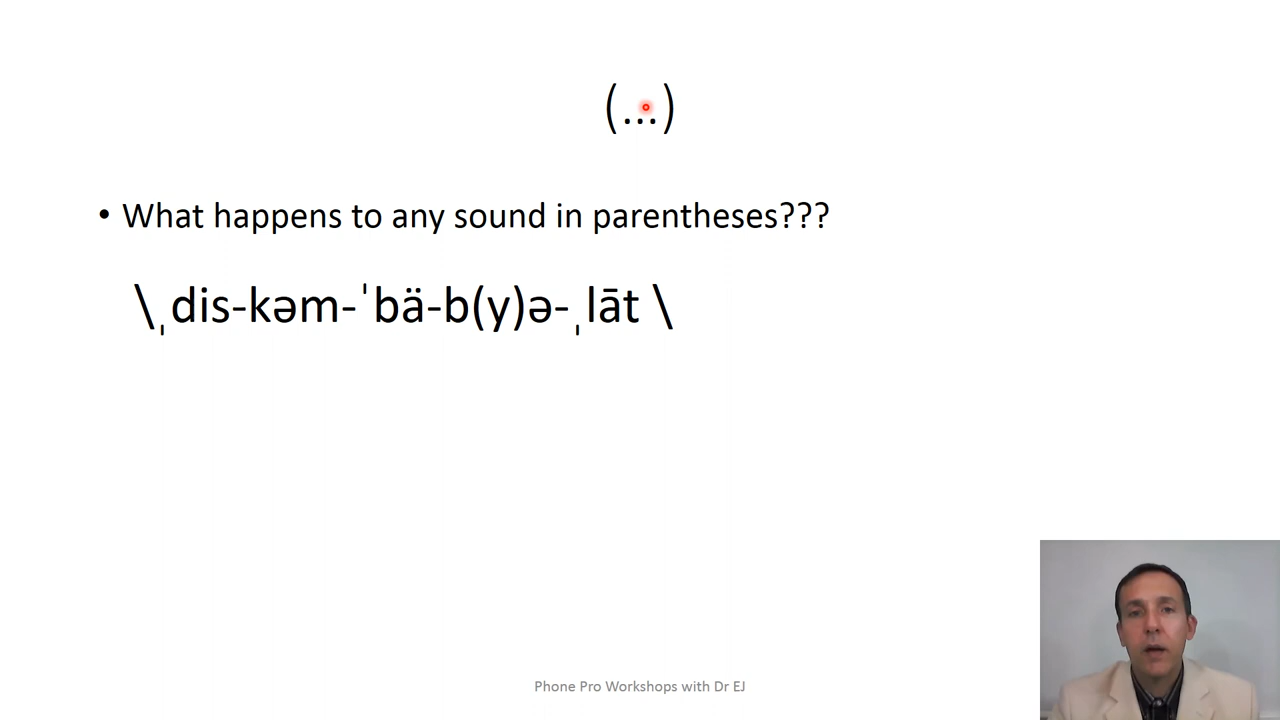 (...)
• What happens to any sound in parentheses???
\ˌdis-kəm-ˈbä-b(y)ə-ˌlāt \
Phone Pro Workshops with Dr EJ